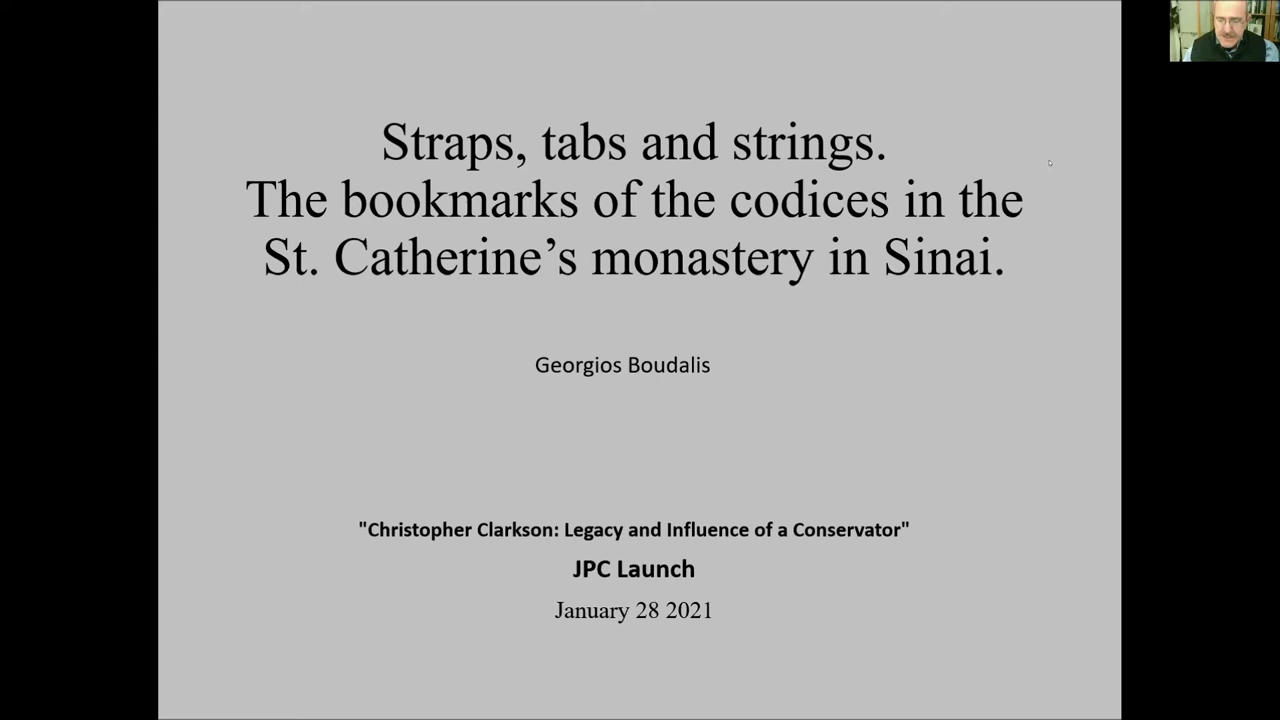 Straps, tabs and strings.
The bookmarks of the codices in the
St. Catherine’s monastery in Sinai.
Georgios Boudalis
"Christopher Clarkson: Legacy and Influence of a Conservator"
JPC Launch
January 28 2021